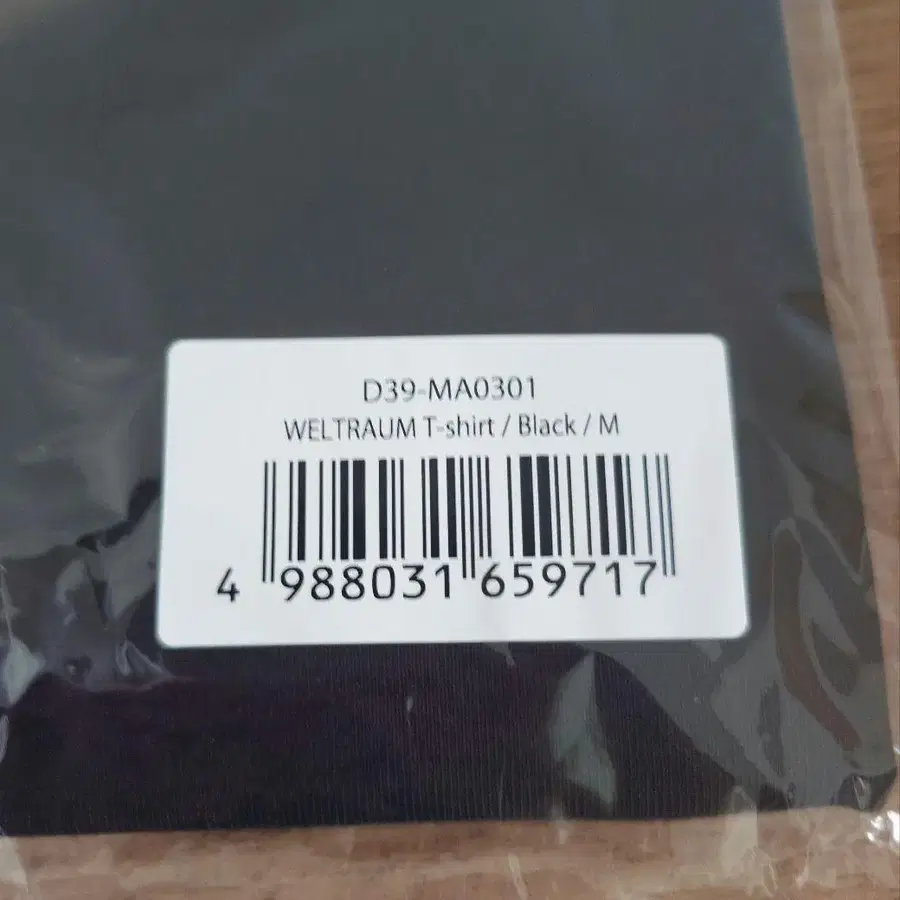 D39-MA0301
WELTRAUM T-shirt / Black / M
4 988031 659717